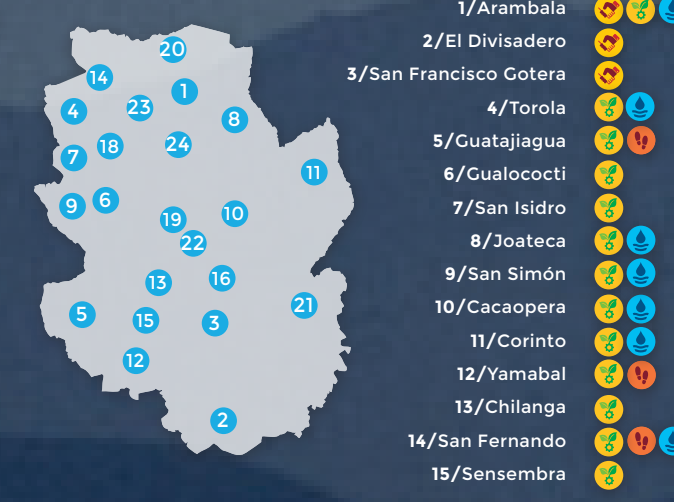 20
14
1
4
23
8
18
24
7
11
9
6
19
10
22
13
16
5
15
3
21
12
2
1/Arambala
2/El Divisadero
3/San Francisco Gotera
4/Torola
5/Guatajiagua
6/Gualococti
7/San Isidro
8/Joateca
9/San Simón
10/Cacaopera
11/Corinto
12/Yamabal
13/Chilanga
14/San Fernando
15/Sensembra